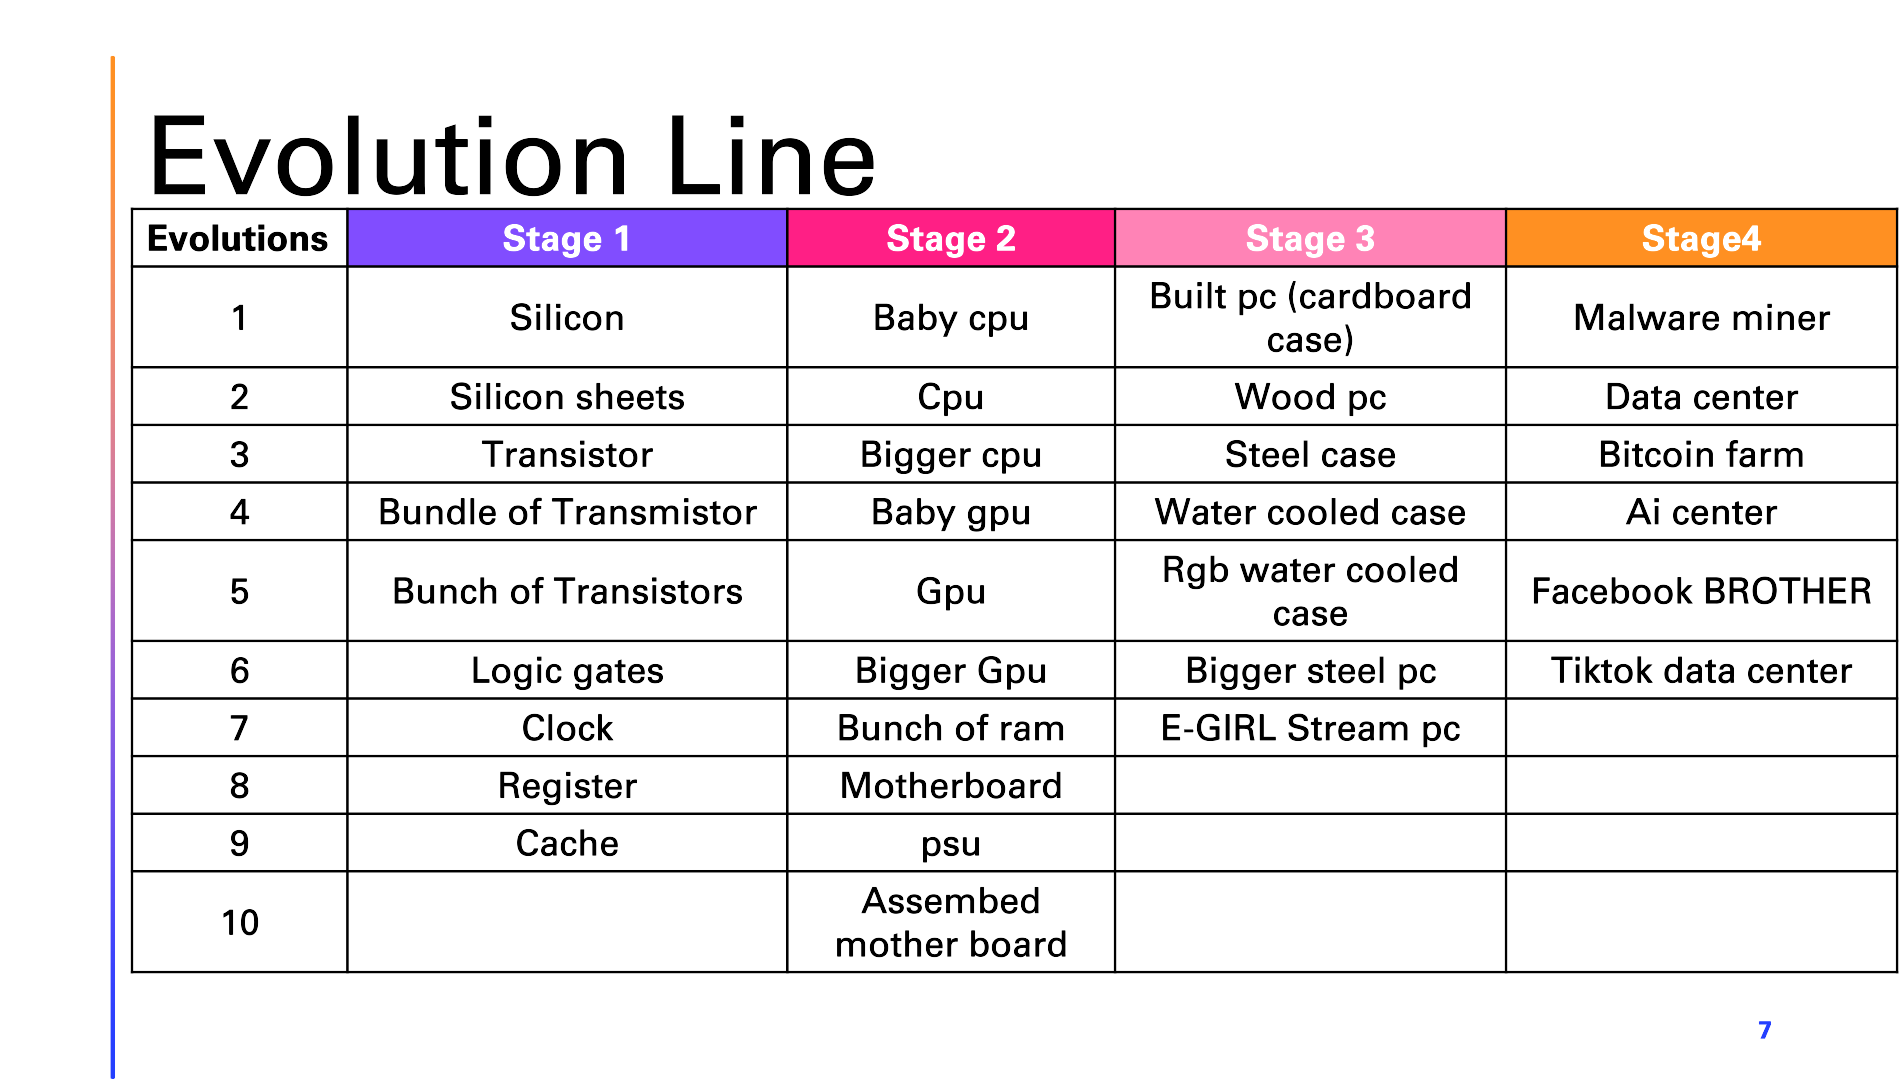 Evolution Line
Evolutions Stage 1 Stage 2 Stage 3 Stage4
1 Silicon Baby cpu Built pc (cardboard case) Malware miner
2 Silicon sheets Cpu Wood pc Data center
3 Transistor Bigger cpu Steel case Bitcoin farm
4 Bundle of Transmistor Baby gpu Water cooled case Ai center
5 Bunch of Transistors Gpu Rgb water cooled case Facebook BROTHER
6 Logic gates Bigger Gpu Bigger steel pc Tiktok data center
7 Clock Bunch of ram E-GIRL Stream pc
8 Register Motherboard
9 Cache psu
10 Assembed mother board
7